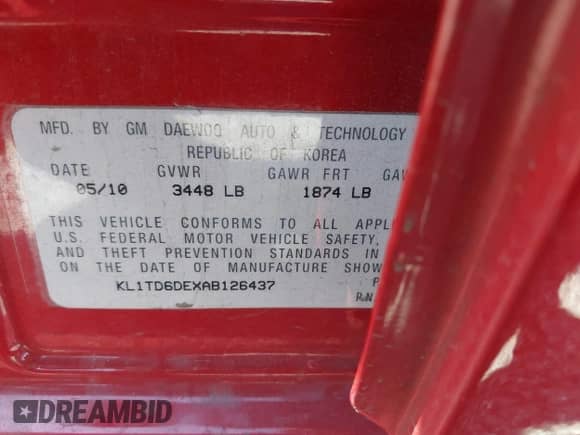 MFD. BY GM DAEWOO AUTO & TECHNOLOGY
REPUBLIC OF KOREA
DATE GVWR GAWR FRT
05/10 3448 LB 1874 LB
THIS VEHICLE CONFORMS TO ALL
U.S. FEDERAL MOTOR VEHICLE SAFETY,
AND THEFT PREVENTION STANDARDS IN
ON THE DATE OF MANUFACTURE
KL1TD6DEXAB126437
DREAMBID